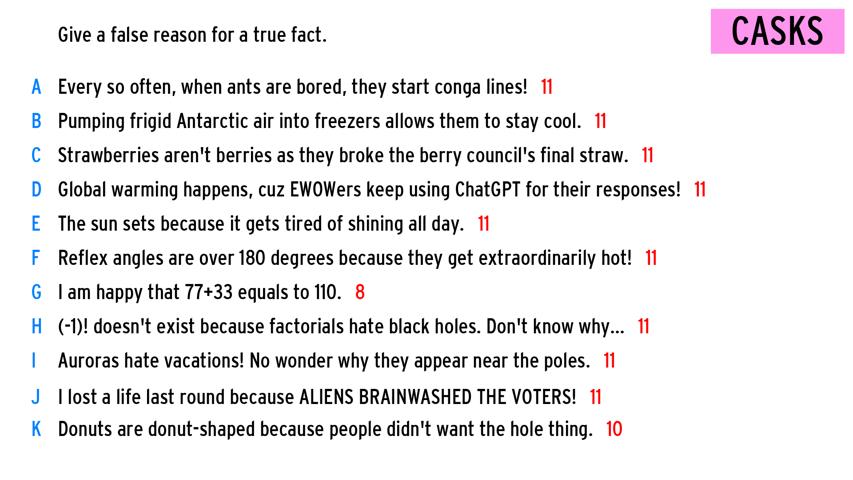 Give a false reason for a true fact.
CASKS
A Every so often, when ants are bored, they start conga lines! 11
B Pumping frigid Antarctic air into freezers allows them to stay cool. 11
C Strawberries aren't berries as they broke the berry council's final straw. 11
D Global warming happens, cuz EWOWers keep using ChatGPT for their responses! 11
E The sun sets because it gets tired of shining all day. 11
F Reflex angles are over 180 degrees because they get extraordinarily hot! 11
G I am happy that 77+33 equals to 110. 8
H (-1)! doesn't exist because factorials hate black holes. Don't know why... 11
I Auroras hate vacations! No wonder why they appear near the poles. 11
J I lost a life last round because ALIENS BRAINWASHED THE VOTERS! 11
K Donuts are donut-shaped because people didn't want the hole thing. 10